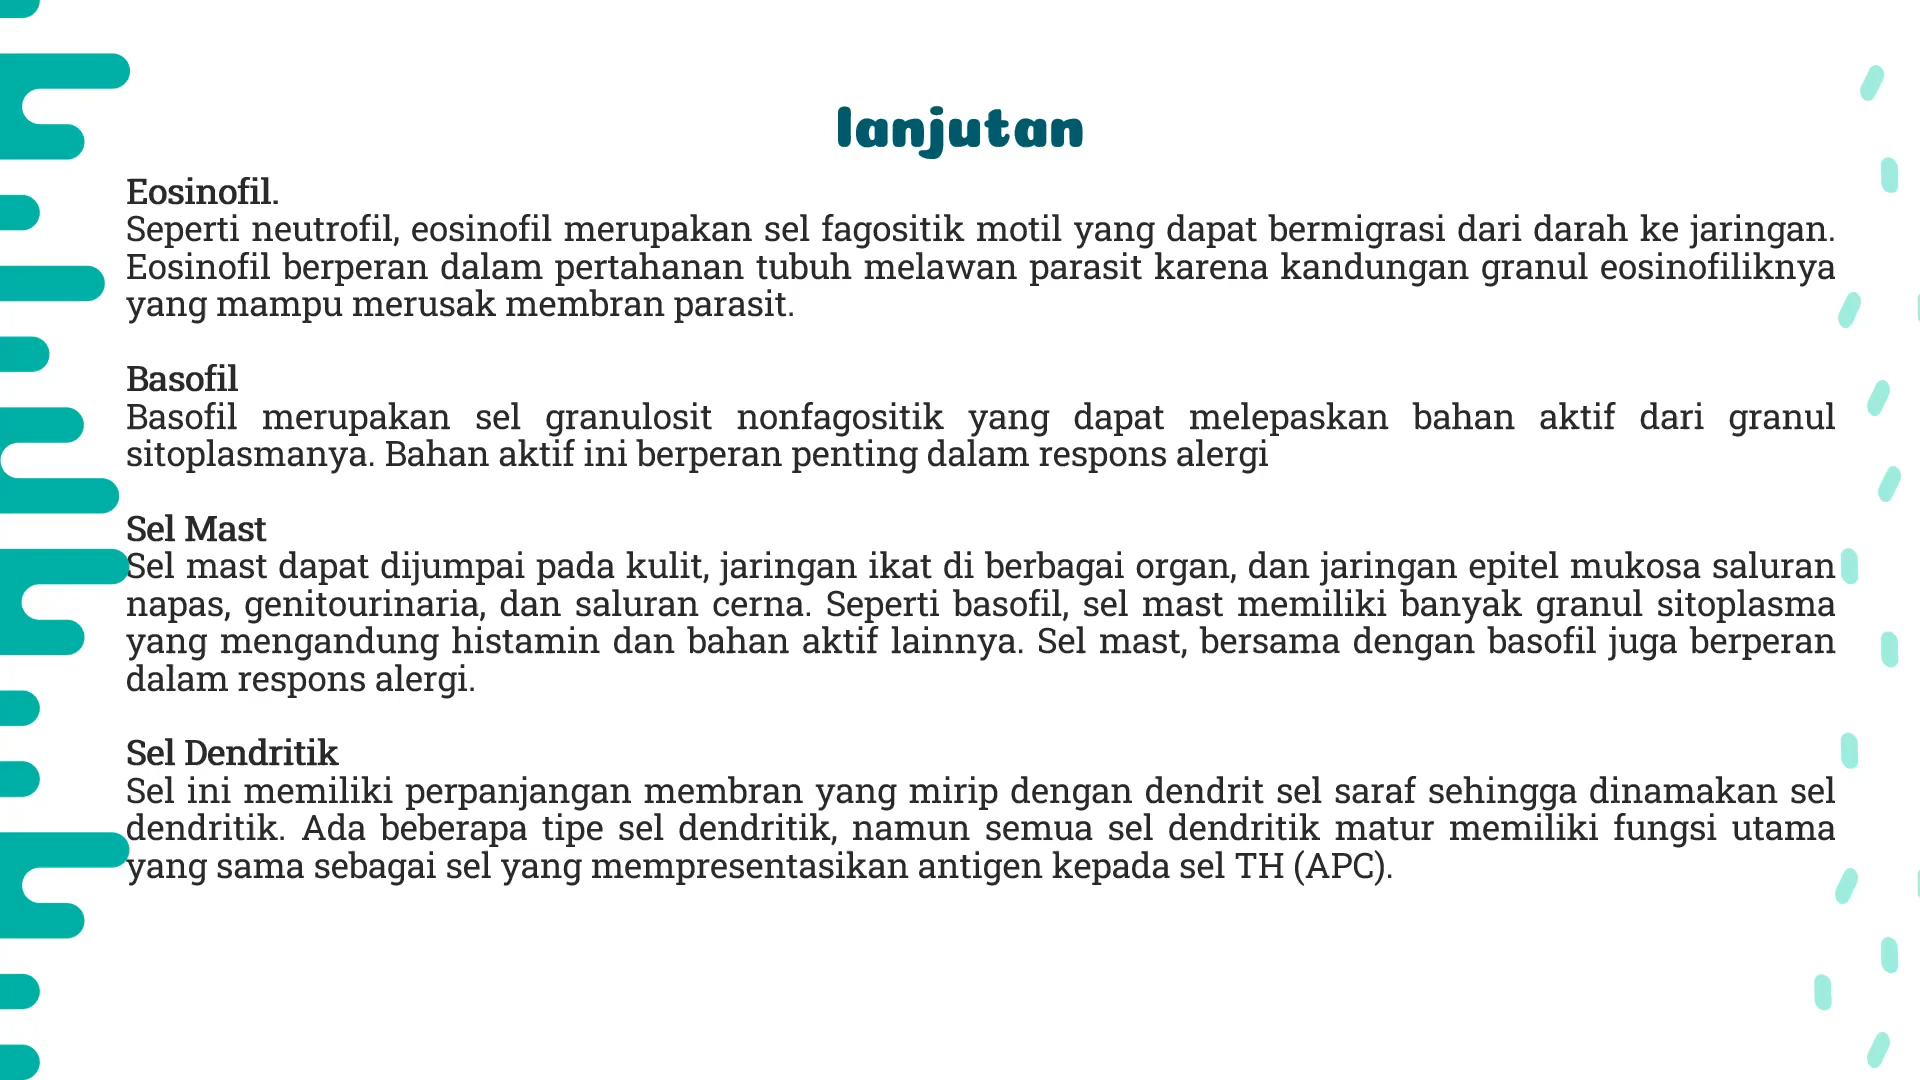 lanjutan
Eosinofil.
Seperti neutrofil, eosinofil merupakan sel fagositik motil yang dapat bermigrasi dari darah ke jaringan.
Eosinofil berperan dalam pertahanan tubuh melawan parasit karena kandungan granul eosinofiliknya
yang mampu merusak membran parasit.
Basofil
Basofil merupakan sel granulosit nonfagositik yang dapat melepaskan bahan aktif dari granul
sitoplasmanya. Bahan aktif ini berperan penting dalam respons alergi
Sel Mast
Sel mast dapat dijumpai pada kulit, jaringan ikat di berbagai organ, dan jaringan epitel mukosa saluran
napas, genitourinaria, dan saluran cerna. Seperti basofil, sel mast memiliki banyak granul sitoplasma
yang mengandung histamin dan bahan aktif lainnya. Sel mast, bersama dengan basofil juga berperan
dalam respons alergi.
Sel Dendritik
Sel ini memiliki perpanjangan membran yang mirip dengan dendrit sel saraf sehingga dinamakan sel
dendritik. Ada beberapa tipe sel dendritik, namun semua sel dendritik matur memiliki fungsi utama
yang sama sebagai sel yang mempresentasikan antigen kepada sel TH (APC).